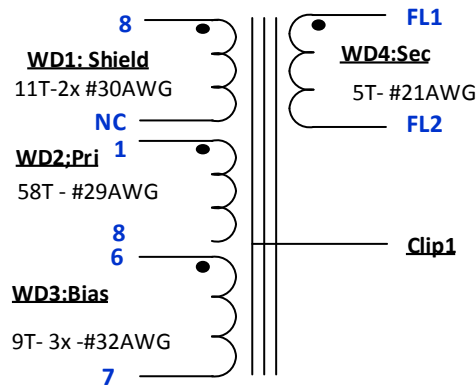 8
WD1: Shield
11T-2x #30AWG
NC
1
WD2;Pri
58T - #29AWG
8
6
WD3:Bias
9T- 3x -#32AWG
7
FL1
WD4:Sec
5T- #21AWG
FL2
Clip1